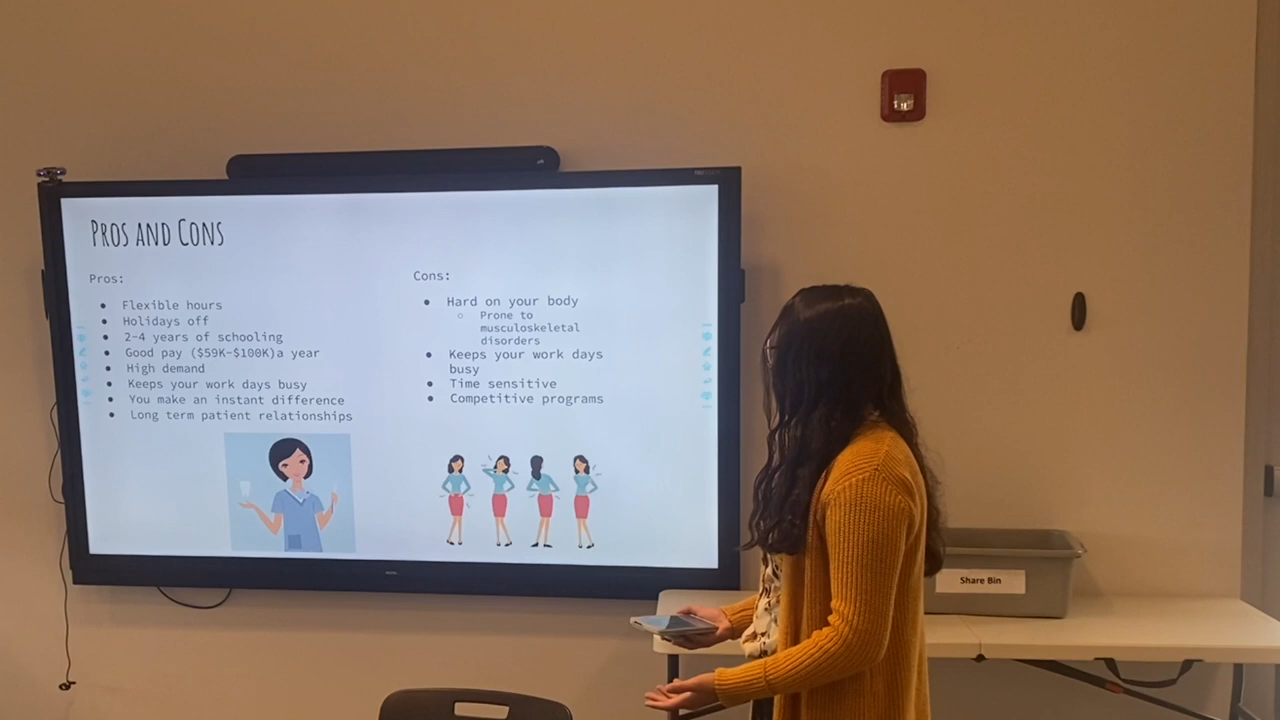 Pros and Cons
Pros:
Flexible hours
Holidays off
2-4 years of schooling
Good pay ($59K-$100K)a year
High demand
Keeps your work days busy
You make an instant difference
Long term patient relationships
Cons:
Hard on your body
Prone to
musculoskeletal
disorders
Keeps your work days
busy
Time sensitive
Competitive programs
Share Bin